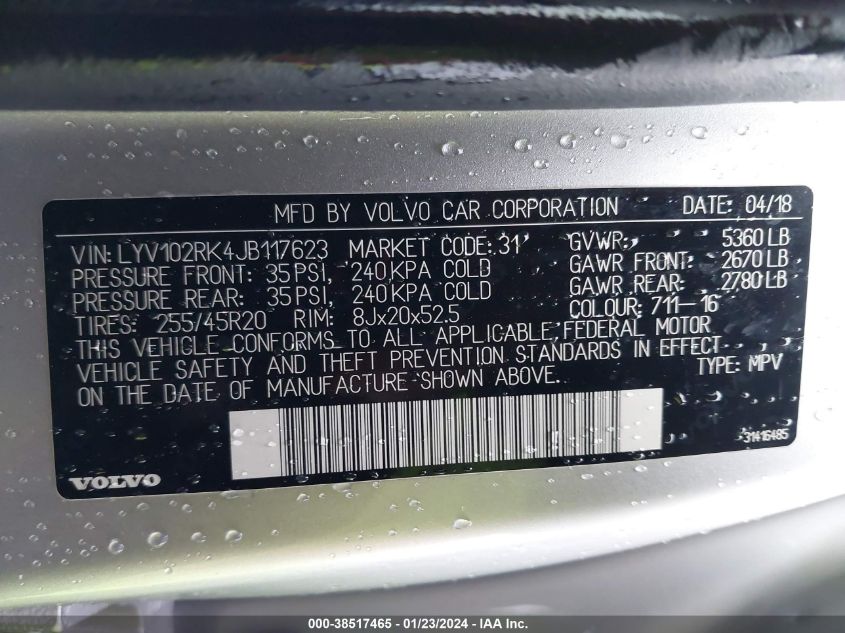 MFD BY VOLVO CAR CORPORATION DATE: 04/18
VIN: LYV102RK4JB117623 MARKET CODE: 31 GVWR: 5360 LB
PRESSURE FRONT: 35 PSI, 240 KPA COLD GAWR FRONT: 2670 LB
PRESSURE REAR: 35 PSI, 240 KPA COLD GAWR REAR: 2780 LB
TIRES: 255/45R20 RIM: 8Jx20x52.5 COLOUR: 711-16
THIS VEHICLE CONFORMS TO ALL APPLICABLE FEDERAL MOTOR
VEHICLE SAFETY AND THEFT PREVENTION STANDARDS IN EFFECT TYPE: MPV
ON THE DATE OF MANUFACTURE SHOWN ABOVE.
31416485
VOLVO
000-38517465 - 01/23/2024 - IAA Inc.